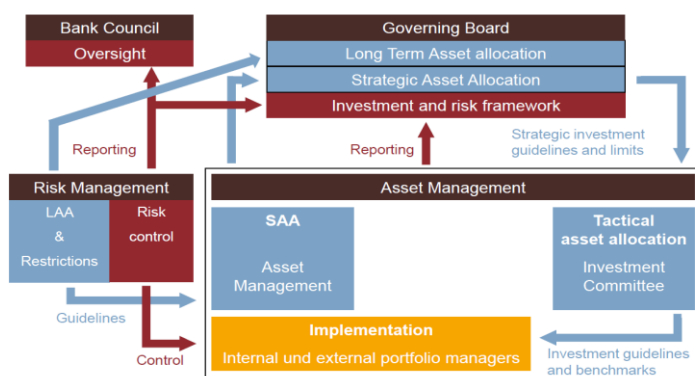 Bank Council
Oversight
Governing Board
Long Term Asset allocation
Strategic Asset Allocation
Investment and risk framework
Reporting
Reporting
Strategic investment
guidelines and limits
Risk Management
LAA
&
Restrictions
Risk
control
Asset Management
SAA
Asset
Management
Tactical
asset allocation
Investment
Committee
Guidelines
Control
Implementation
Internal und external portfolio managers
Investment guidelines
and benchmarks